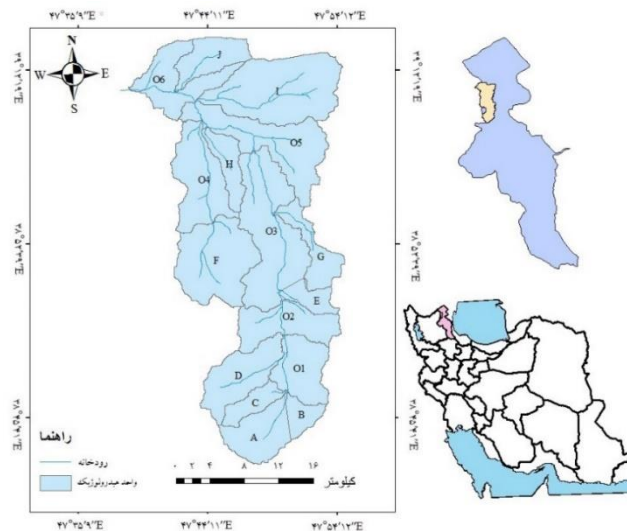 ۴۷°۳۵'۹"E
۴۷°۴۴'۱۱"E
۴۷°۵۴'۱۲"E
N
W
E
S
J
O6
I
O5
H
O4
O3
G
F
E
O2
O1
D
C
B
A
راهنما
رودخانه
واحد هیدرولوژیک
۰ ۲ ۴ ۸ ۱۲ ۱۶
کیلومتر
۴۷°۳۵'۹"E
۴۷°۴۴'۱۱"E
۴۷°۵۴'۱۲"E